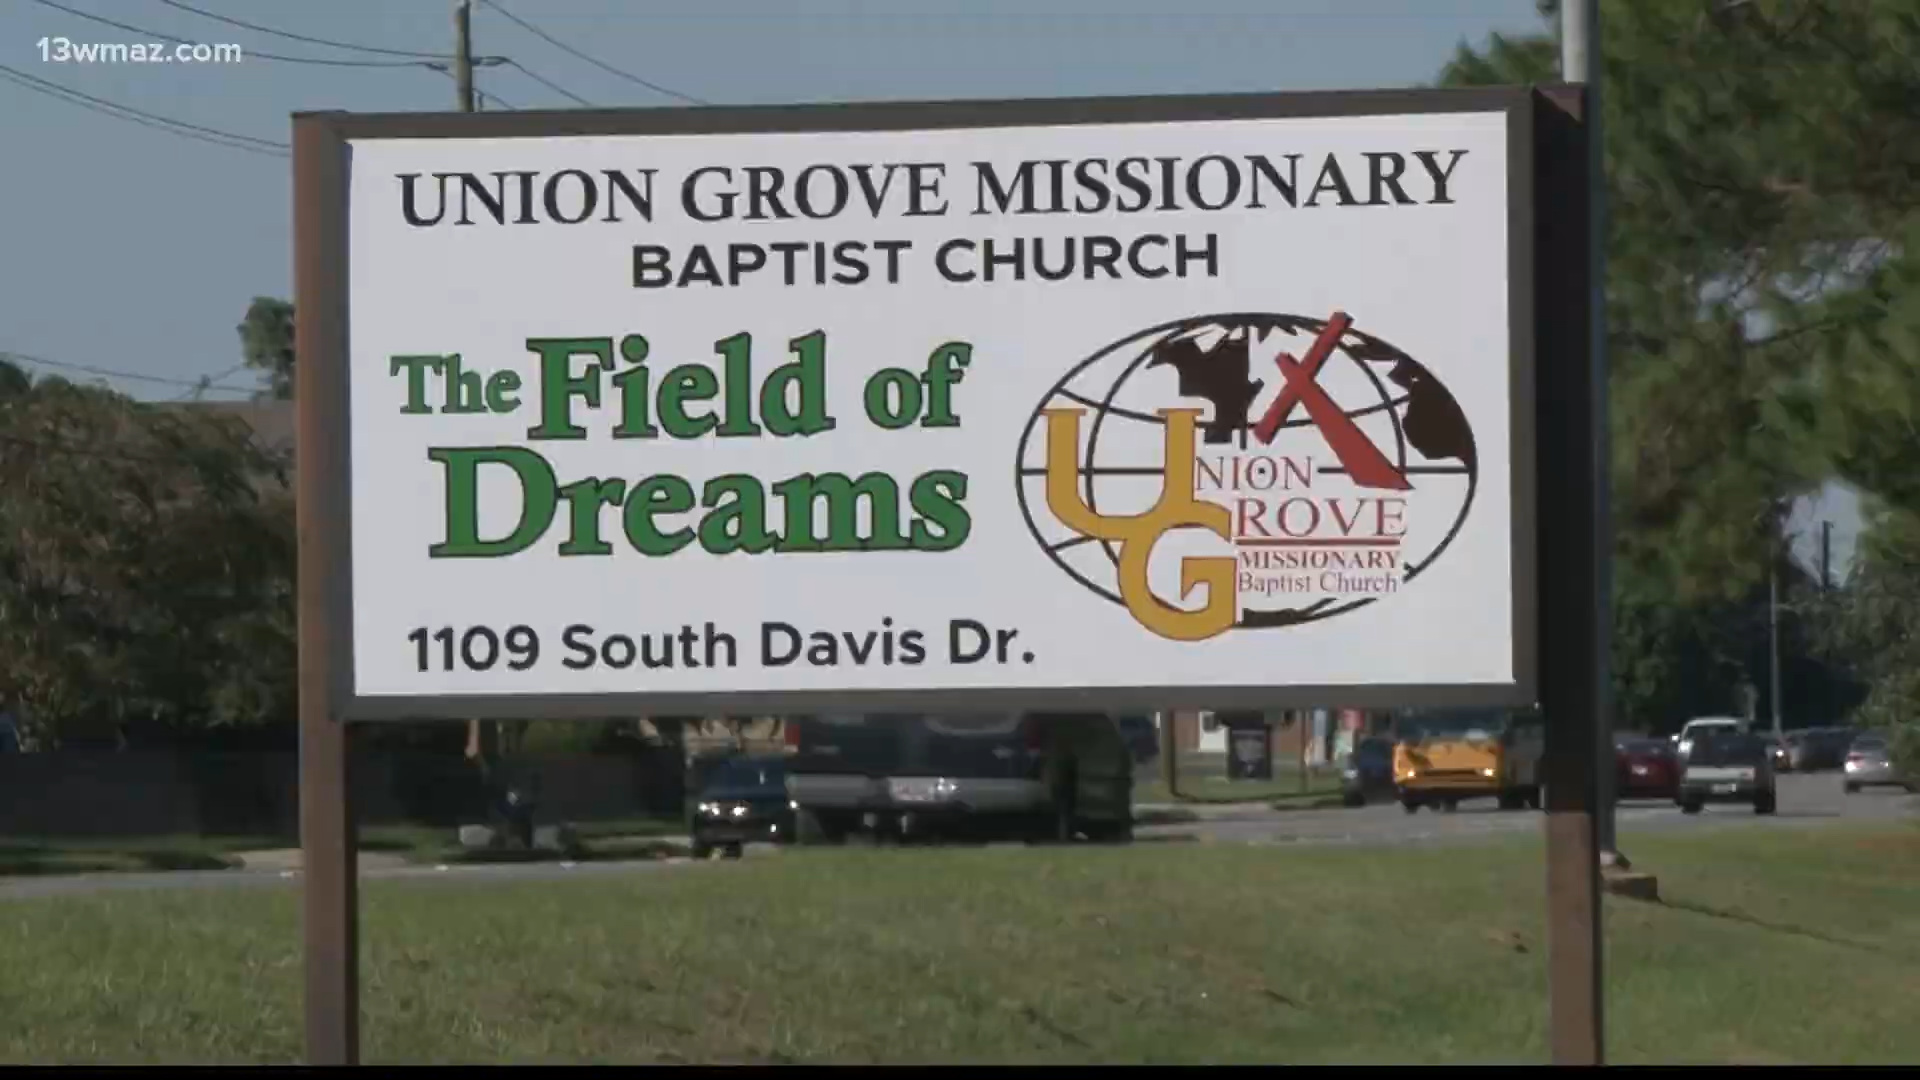 13wmaz.com
UNION GROVE MISSIONARY
BAPTIST CHURCH
The Field of
Dreams
UNION
GROVE
MISSIONARY
Baptist Church
1109 South Davis Dr.